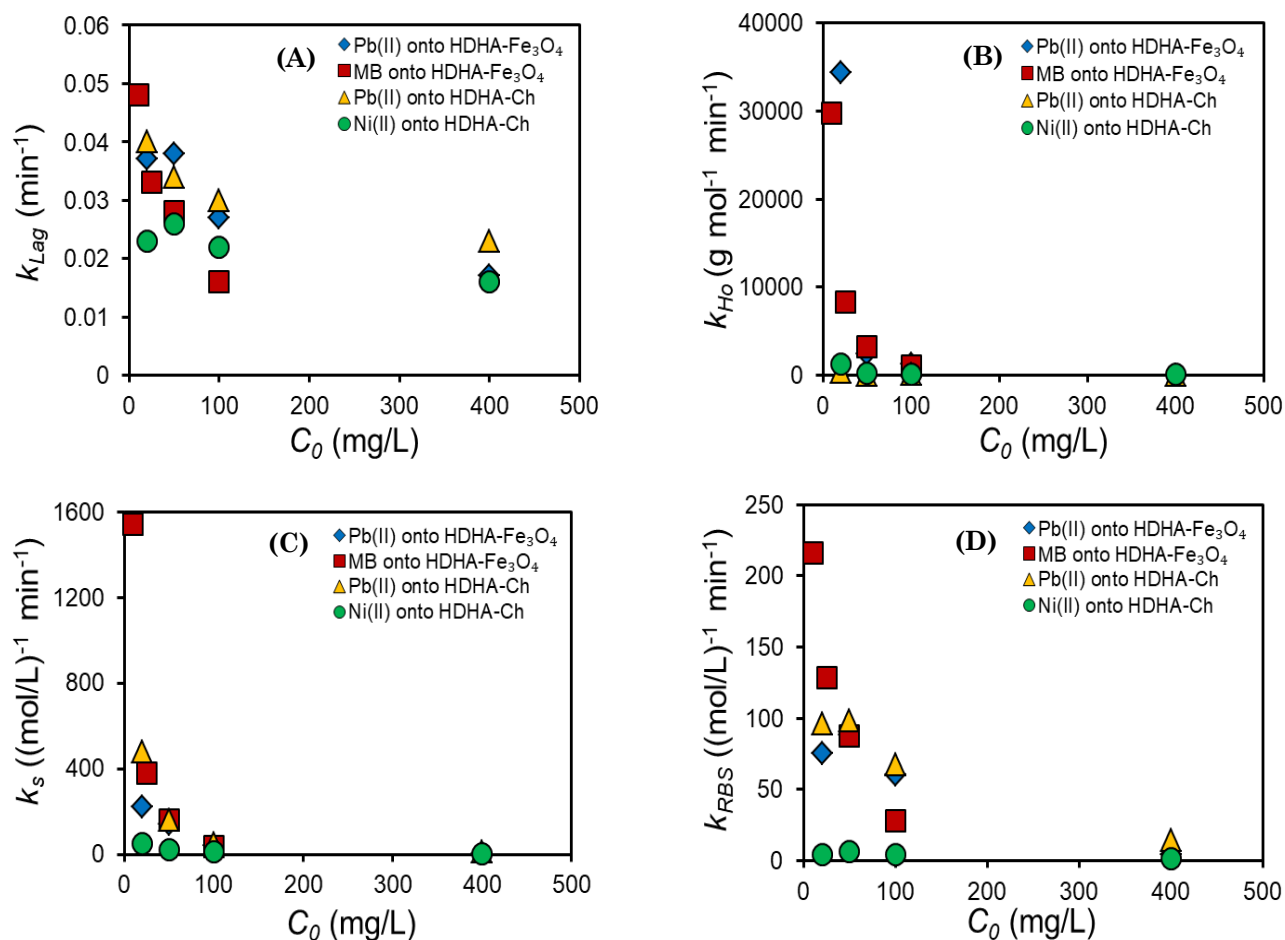 (A)
Pb(II) onto HDHA-Fe₃O₄
MB onto HDHA-Fe₃O₄
Pb(II) onto HDHA-Ch
Ni(II) onto HDHA-Ch
0.06
0.05
0.04
0.03
0.02
0.01
0
k_Lag (min⁻¹)
0 100 200 300 400 500
C₀ (mg/L)
(B)
Pb(II) onto HDHA-Fe₃O₄
MB onto HDHA-Fe₃O₄
Pb(II) onto HDHA-Ch
Ni(II) onto HDHA-Ch
40000
30000
20000
10000
0
k_Ho (g mol⁻¹ min⁻¹)
0 100 200 300 400 500
C₀ (mg/L)
(C)
Pb(II) onto HDHA-Fe₃O₄
MB onto HDHA-Fe₃O₄
Pb(II) onto HDHA-Ch
Ni(II) onto HDHA-Ch
1600
1200
800
400
0
k_s ((mol/L)⁻¹ min⁻¹)
0 100 200 300 400 500
C₀ (mg/L)
(D)
Pb(II) onto HDHA-Fe₃O₄
MB onto HDHA-Fe₃O₄
Pb(II) onto HDHA-Ch
Ni(II) onto HDHA-Ch
250
200
150
100
50
0
k_RBS ((mol/L)⁻¹ min⁻¹)
0 100 200 300 400 500
C₀ (mg/L)